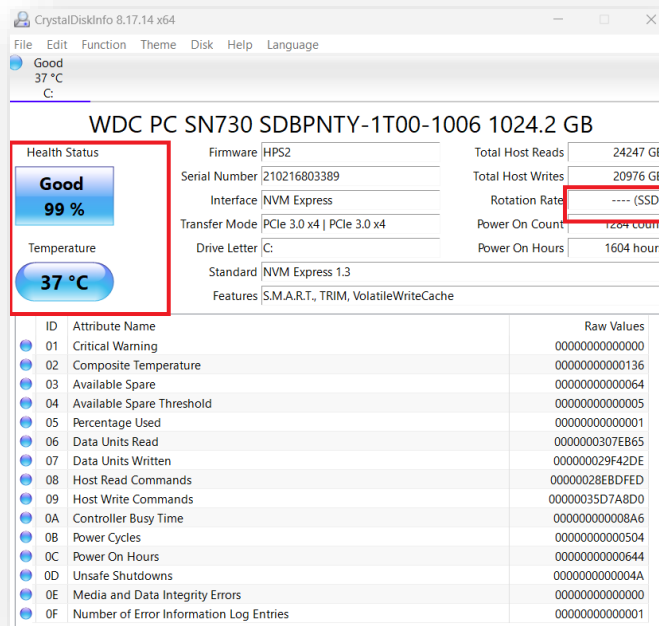 CrystalDiskInfo 8.17.14 x64
File Edit Function Theme Disk Help Language
Good
37 °C
C:
WDC PC SN730 SDBPNTY-1T00-1006 1024.2 GB
Health Status
Good
99 %
Temperature
37 °C
Firmware HPS2
Serial Number 210216803389
Interface NVM Express
Transfer Mode PCIe 3.0 x4 | PCIe 3.0 x4
Drive Letter C:
Standard NVM Express 1.3
Features S.M.A.R.T., TRIM, VolatileWriteCache
Total Host Reads 24247 GB
Total Host Writes 20976 GB
Rotation Rate ---- (SSD
Power On Count 1284 coun
Power On Hours 1604 hour
ID Attribute Name Raw Values
01 Critical Warning 00000000000000
02 Composite Temperature 00000000000136
03 Available Spare 00000000000064
04 Available Spare Threshold 00000000000005
05 Percentage Used 00000000000001
06 Data Units Read 0000000307EB65
07 Data Units Written 000000029F42DE
08 Host Read Commands 00000028EBDFED
09 Host Write Commands 00000035D7A8D0
0A Controller Busy Time 000000000008A6
0B Power Cycles 00000000000504
0C Power On Hours 00000000000644
0D Unsafe Shutdowns 0000000000004A
0E Media and Data Integrity Errors 00000000000000
0F Number of Error Information Log Entries 00000000000001